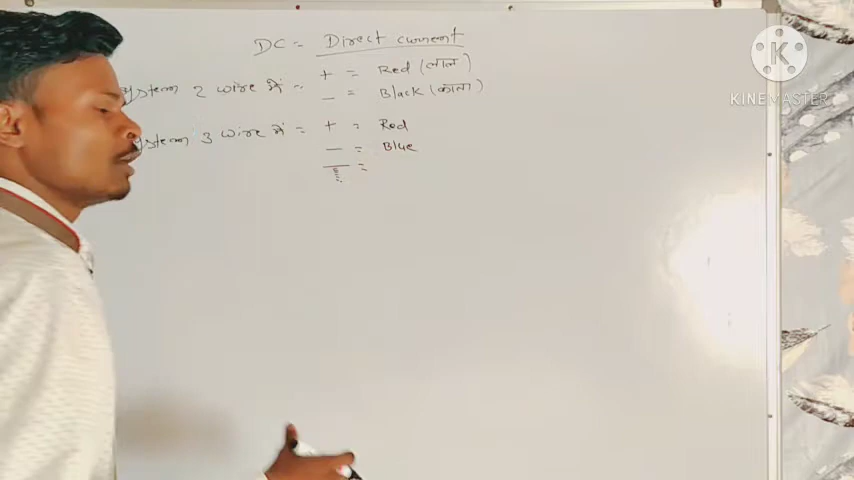 DC :- Direct current
System 2 wire में :- + = Red (लाल)
- = Black (काला)
System 3 wire में = + = Red
- = Blue
=
KINEMASTER